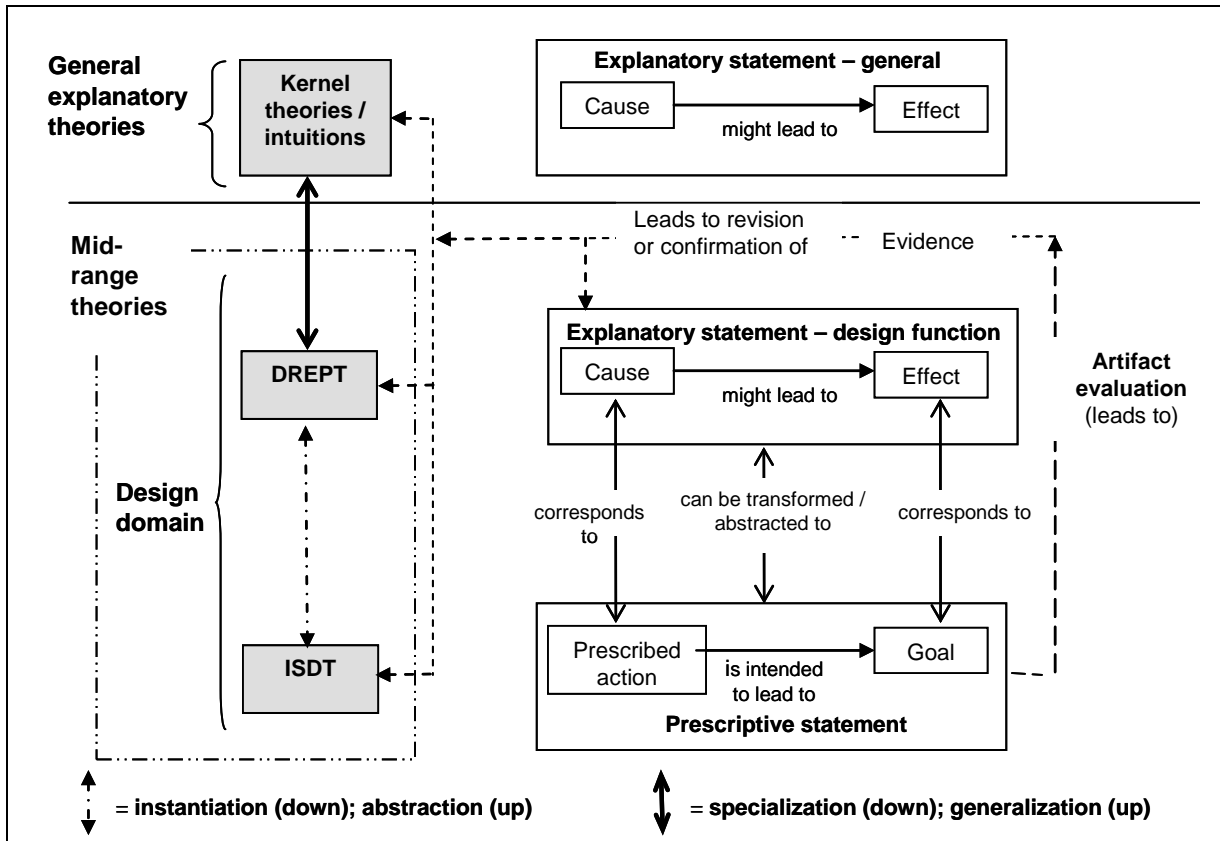 General
explanatory
theories
Kernel
theories /
intuitions
Explanatory statement – general
Cause
might lead to
Effect
Mid-
range
theories
Leads to revision
or confirmation of
Evidence
Design
domain
DREPT
ISDT
Explanatory statement – design function
Cause
might lead to
Effect
Artifact
evaluation
(leads to)
corresponds
to
can be transformed /
abstracted to
corresponds to
Prescribed
action
is intended
to lead to
Goal
Prescriptive statement
= instantiation (down); abstraction (up)
= specialization (down); generalization (up)